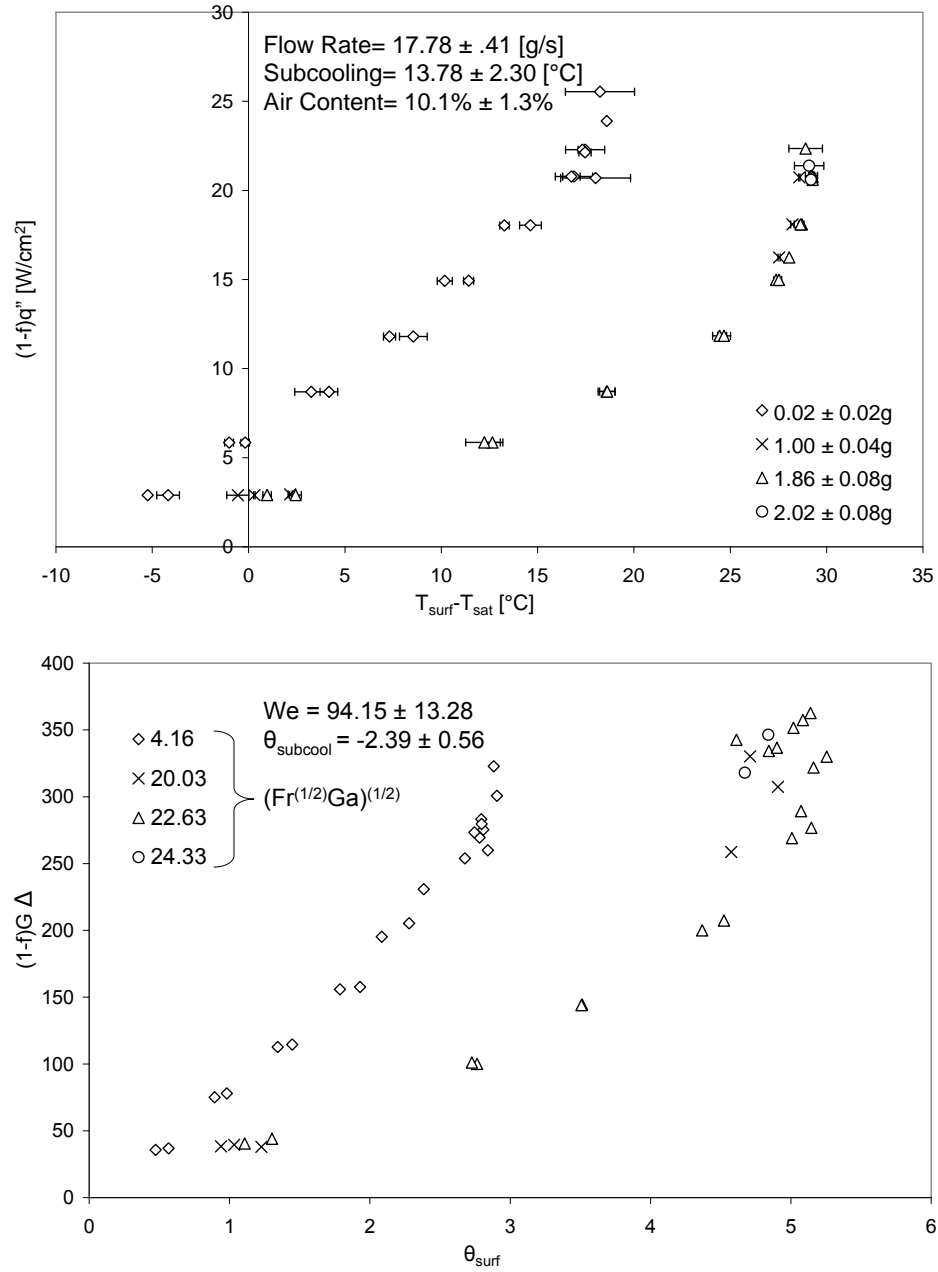 30
Flow Rate= 17.78 ± .41 [g/s]
Subcooling= 13.78 ± 2.30 [°C]
Air Content= 10.1% ± 1.3%
25
20
15
10
5
0
(1-f)q" [W/cm²]
0.02 ± 0.02g
1.00 ± 0.04g
1.86 ± 0.08g
2.02 ± 0.08g
-10 -5 0 5 10 15 20 25 30 35
Tsurf-Tsat [°C]
400
350
300
250
200
150
100
50
0
(1-f)G Δ
We = 94.15 ± 13.28
θsubcool = -2.39 ± 0.56
4.16
20.03
22.63
24.33
(Fr(1/2)Ga)(1/2)
0 1 2 3 4 5 6
θsurf